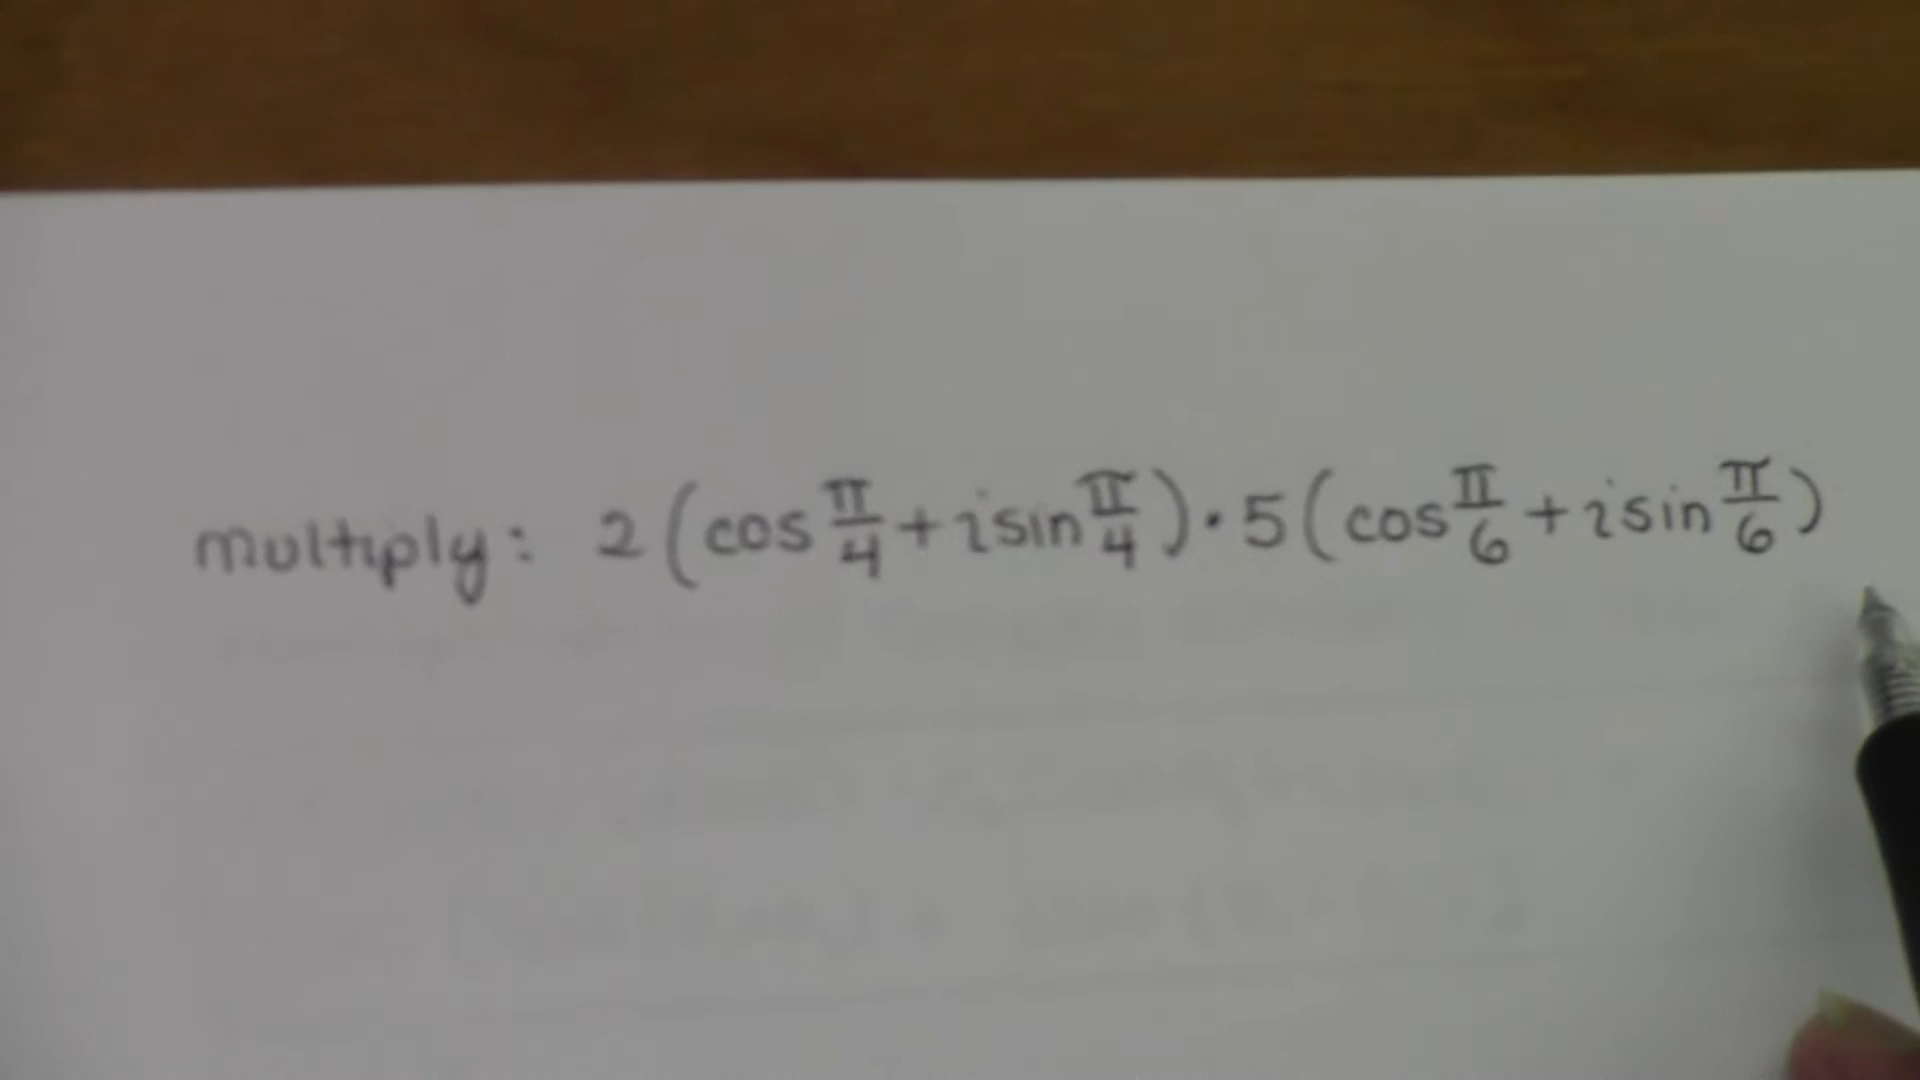 multiply: 2(cos π/4 + i sin π/4) · 5(cos π/6 + i sin π/6)